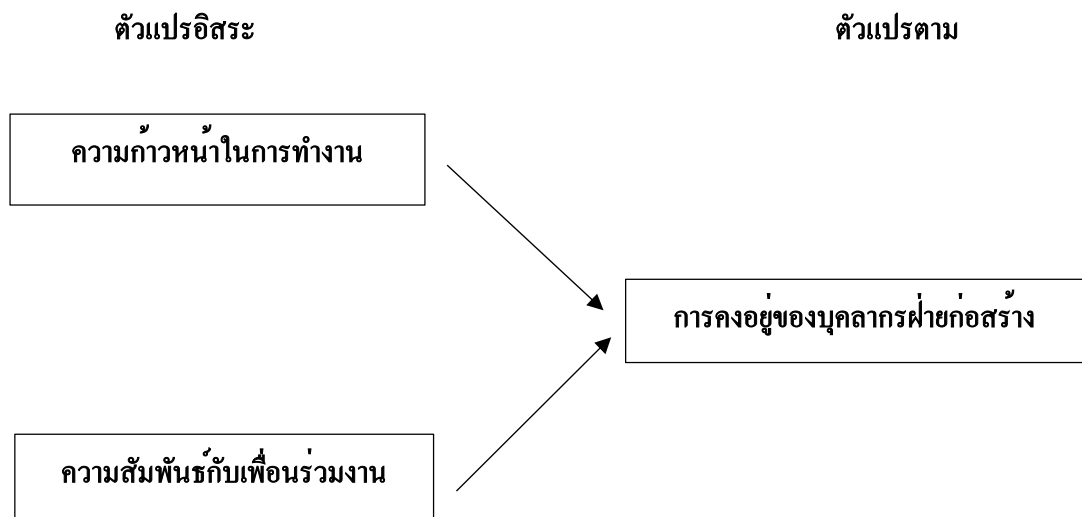 ตัวแปรอิสระ
ตัวแปรตาม
ความก้าวหน้าในการทำงาน
การคงอยู่ของบุคลากรฝ่ายก่อสร้าง
ความสัมพันธ์กับเพื่อนร่วมงาน